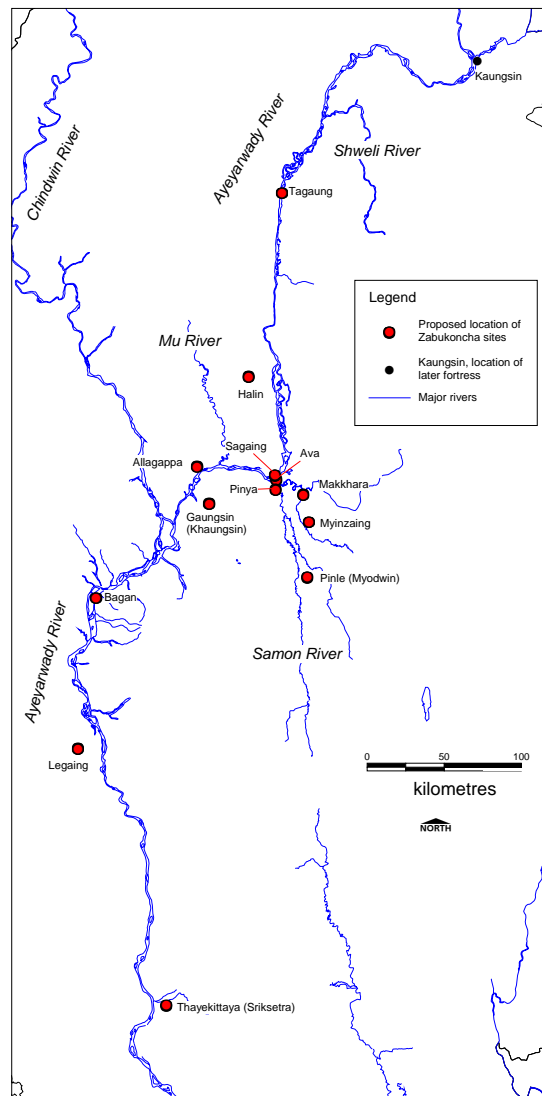 Kaungsin
Ayeyarwady River
Shweli River
Chindwin River
Tagaung
Legend
Proposed location of
Zabukoncha sites
Kaungsin, location of
later fortress
Major rivers
Mu River
Halin
Sagaing
Ava
Allagappa
Makkhara
Pinya
Gaungsin
(Khaungsin)
Myinzaing
Pinle (Myodwin)
Bagan
Ayeyarwady River
Samon River
Legaing
0 50 100
kilometres
NORTH
Thayekittaya (Sriksetra)